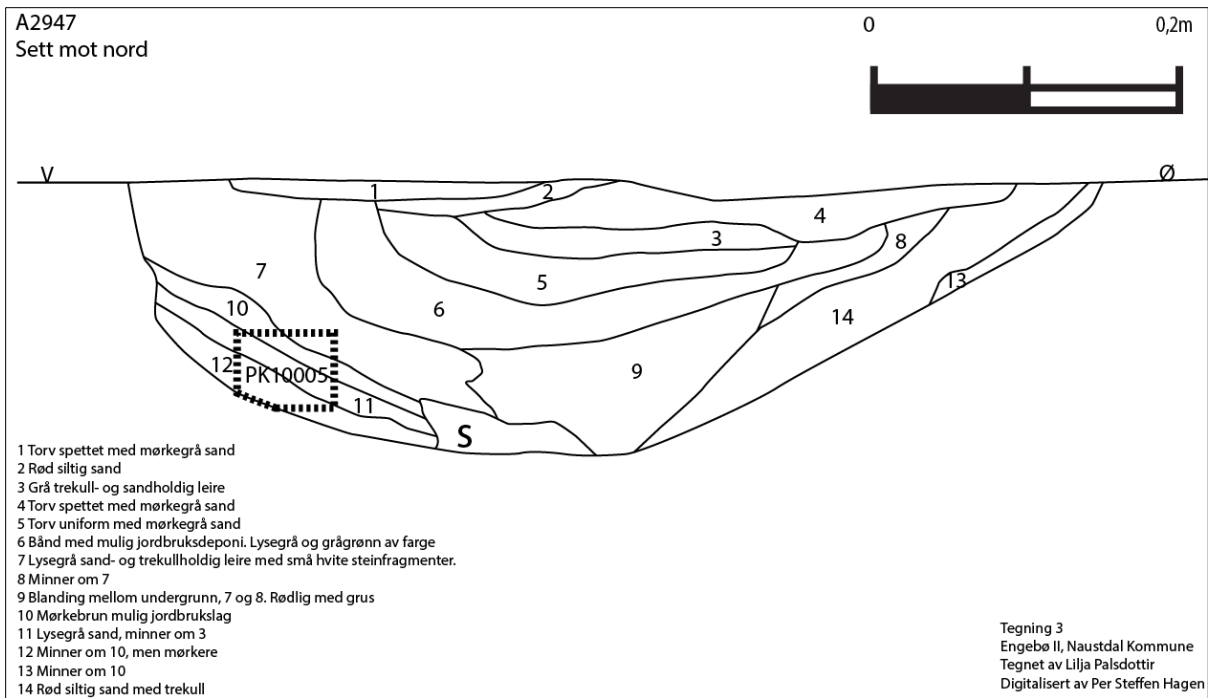 A2947
Sett mot nord
0 0,2m
V Ø
1 2
4
3
8
7 5
13
10 6
14
12 PK10005 9
11
S
1 Torv spettet med mørkegrå sand
2 Rød siltig sand
3 Grå trekull- og sandholdig leire
4 Torv spettet med mørkegrå sand
5 Torv uniform med mørkegrå sand
6 Bånd med mulig jordbruksdeponi. Lysegrå og grågrønn av farge
7 Lysegrå sand- og trekullholdig leire med små hvite steinfragmenter.
8 Minner om 7
9 Blanding mellom undergrunn, 7 og 8. Rødlig med grus
10 Mørkebrun mulig jordbrukslag
11 Lysegrå sand, minner om 3
12 Minner om 10, men mørkere
13 Minner om 10
14 Rød siltig sand med trekull
Tegning 3
Engebø II, Naustdal Kommune
Tegnet av Lilja Palsdottir
Digitalisert av Per Steffen Hagen